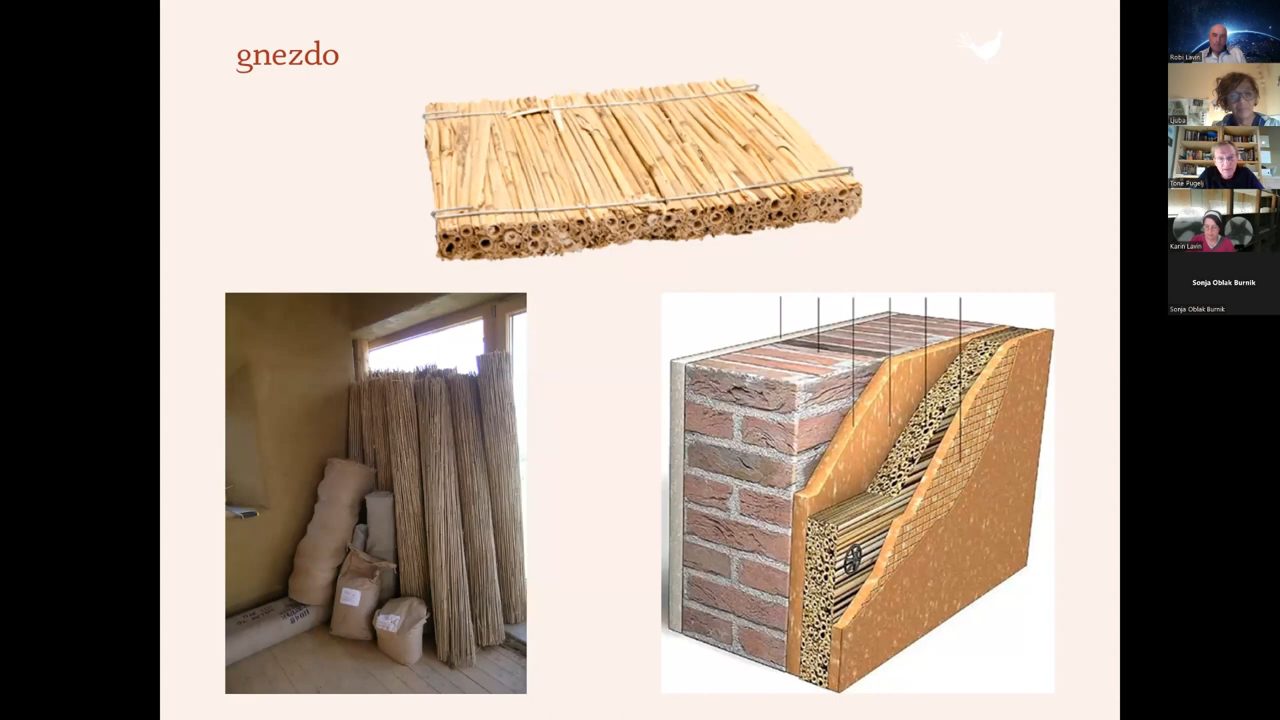 gnezdo
Robi Lavin
Ljuba
Tone Pugelj
Karin Lavin
Sonja Oblak Burnik
Sonja Oblak Burnik